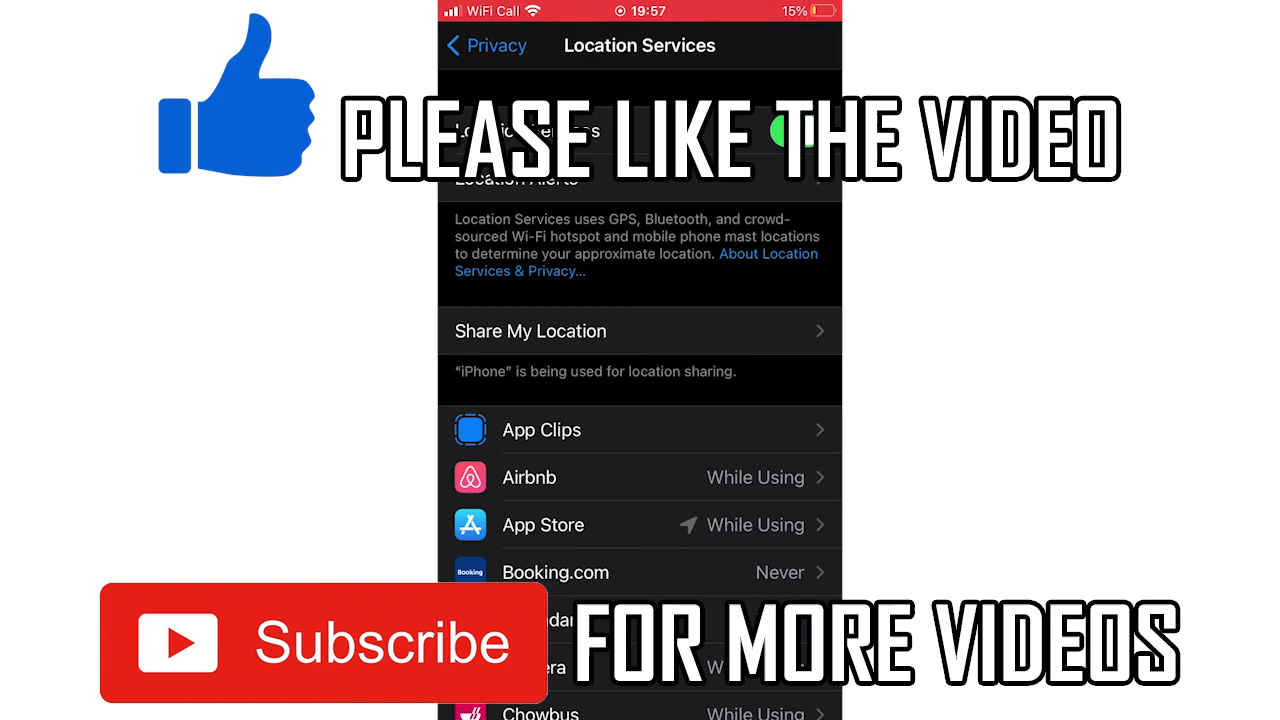 WiFi Call 19:57 15%
Privacy Location Services
PLEASE LIKE THE VIDEO
Location Alerts
Location Services uses GPS, Bluetooth, and crowd-
sourced Wi-Fi hotspot and mobile phone mast locations
to determine your approximate location. About Location
Services & Privacy...
Share My Location
“iPhone” is being used for location sharing.
App Clips
Airbnb While Using
App Store While Using
Booking Booking.com Never
Subscribe FOR MORE VIDEOS
Chowbus While Using